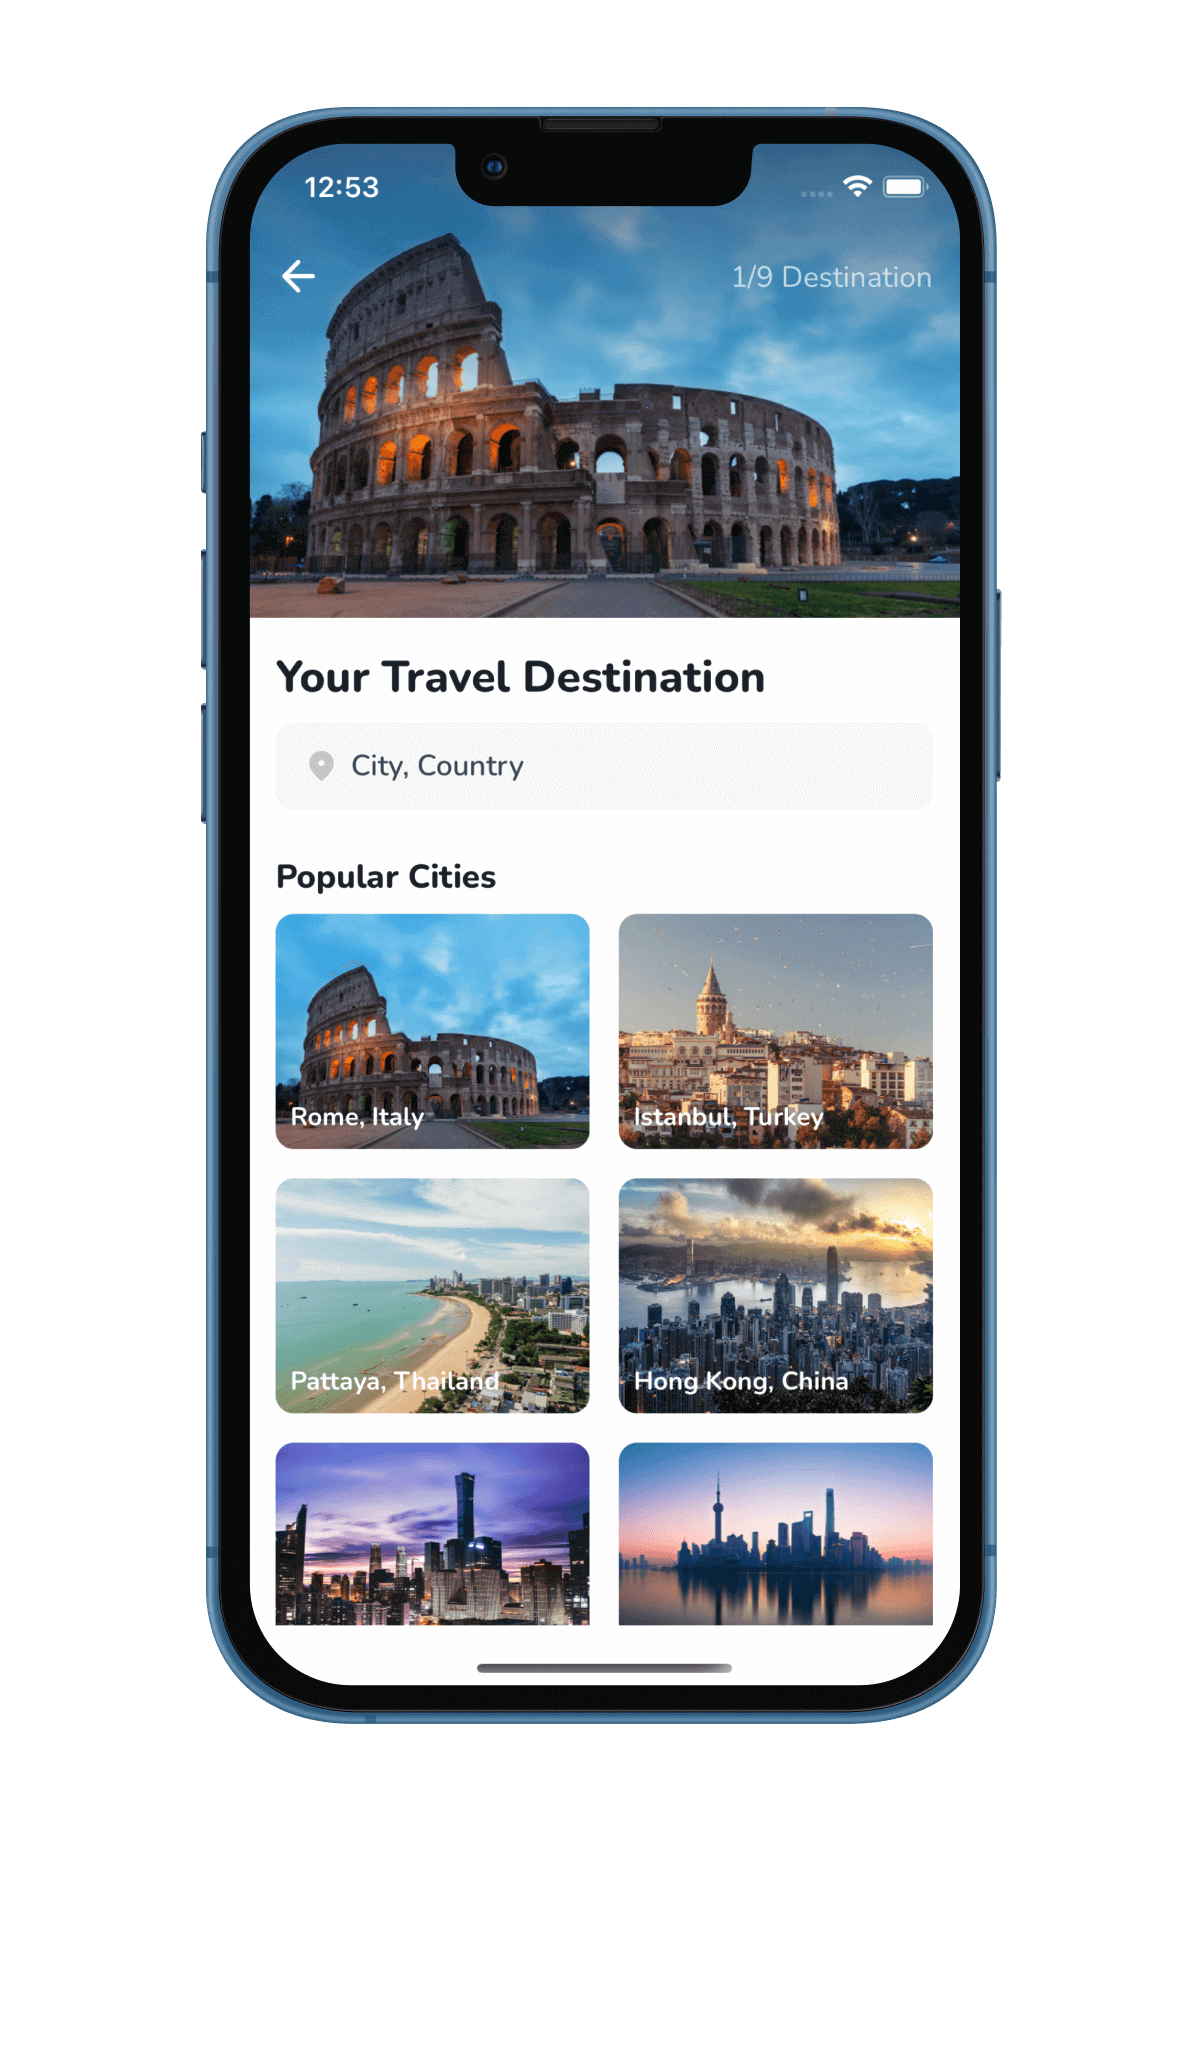 12:53
1/9 Destination
Your Travel Destination
City, Country
Popular Cities
Rome, Italy
Istanbul, Turkey
Pattaya, Thailand
Hong Kong, China